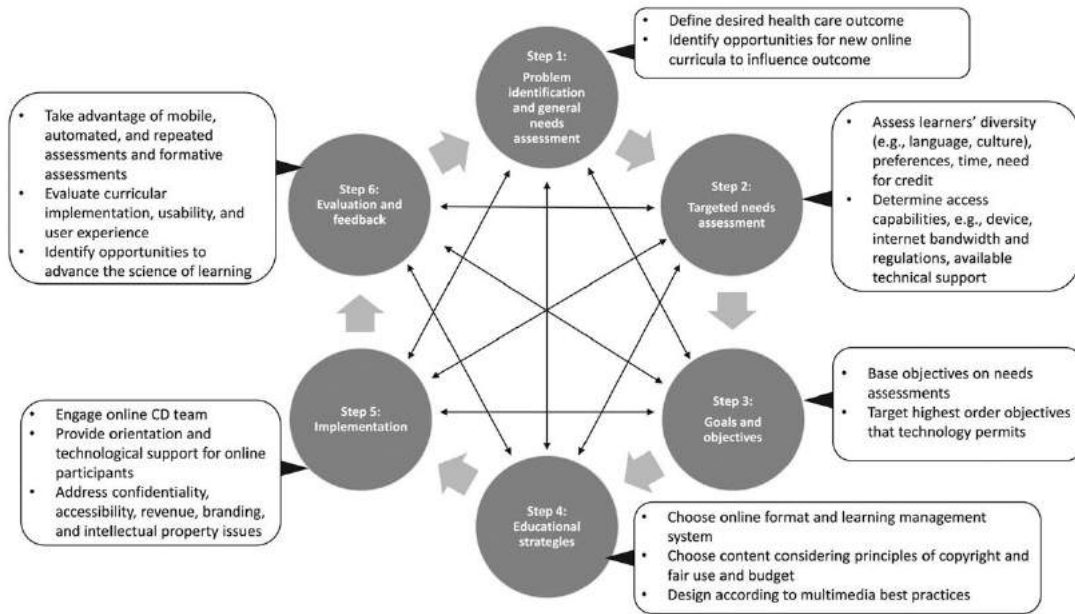 Step 1:
Problem
identification
and general
needs
assessment
• Define desired health care outcome
• Identify opportunities for new online
curricula to influence outcome
Step 2:
Targeted needs
assessment
• Assess learners' diversity
(e.g., language, culture),
preferences, time, need
for credit
• Determine access
capabilities, e.g., device,
internet bandwidth and
regulations, available
technical support
Step 3:
Goals and
objectives
• Base objectives on needs
assessments
• Target highest order objectives
that technology permits
Step 4:
Educational
strategies
• Choose online format and learning management
system
• Choose content considering principles of copyright and
fair use and budget
• Design according to multimedia best practices
Step 5:
Implementation
• Engage online CD team
• Provide orientation and
technological support for online
participants
• Address confidentiality,
accessibility, revenue, branding,
and intellectual property issues
Step 6:
Evaluation and
feedback
• Take advantage of mobile,
automated, and repeated
assessments and formative
assessments
• Evaluate curricular
implementation, usability, and
user experience
• Identify opportunities to
advance the science of learning